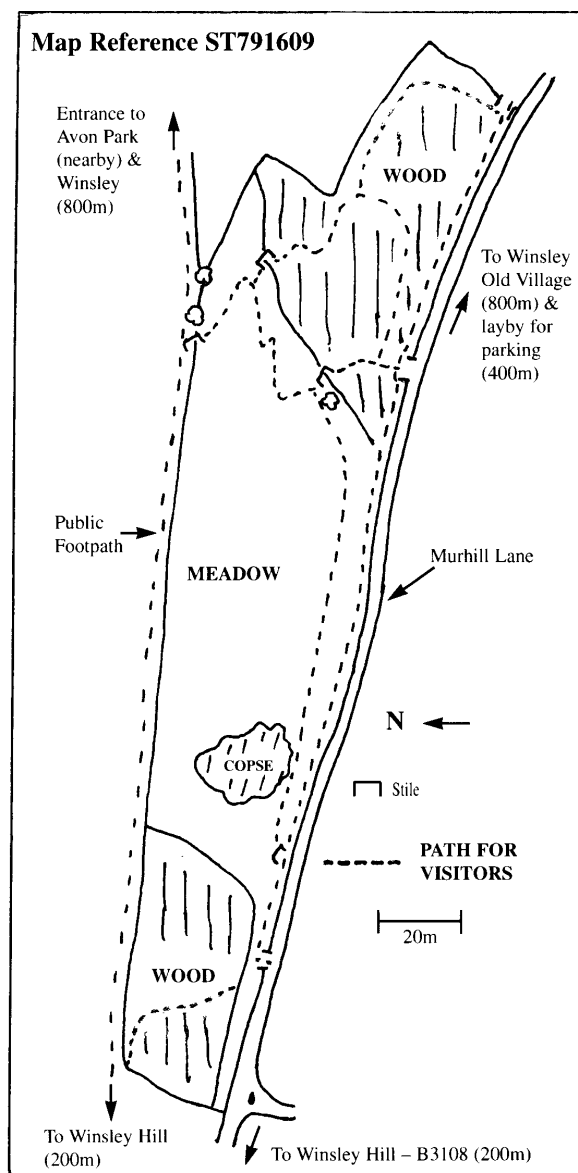 Map Reference ST791609
Entrance to
Avon Park
(nearby) &
Winsley
(800m)
WOOD
To Winsley
Old Village
(800m) &
layby for
parking
(400m)
Public
Footpath
MEADOW
Murhill Lane
N
COPSE
Stile
PATH FOR
VISITORS
20m
WOOD
To Winsley Hill
(200m)
To Winsley Hill – B3108 (200m)